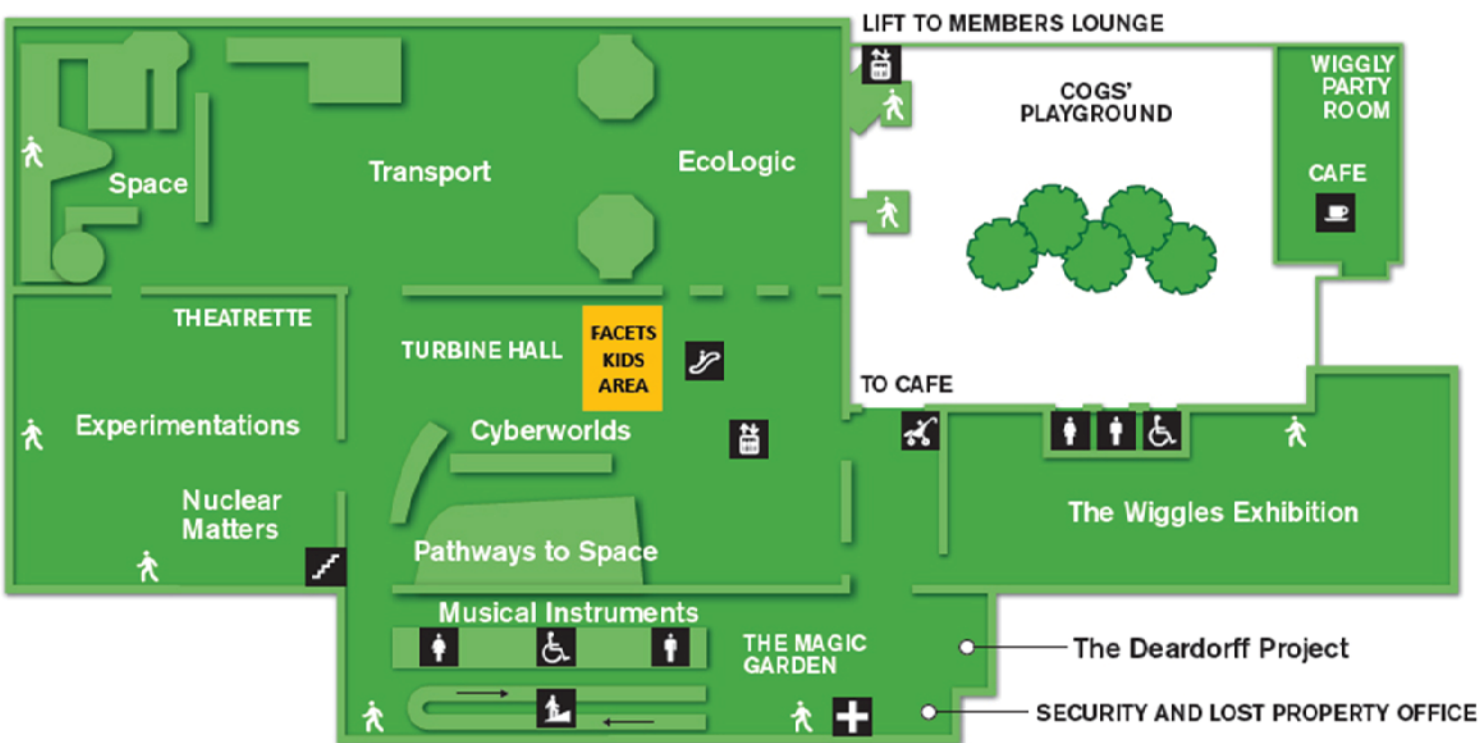 LIFT TO MEMBERS LOUNGE
WIGGLY
PARTY
ROOM
COGS'
PLAYGROUND
CAFE
Space
Transport
EcoLogic
THEATRETTE
TURBINE HALL
FACETS
KIDS
AREA
TO CAFE
Experimentations
Cyberworlds
Nuclear
Matters
The Wiggles Exhibition
Pathways to Space
Musical Instruments
THE MAGIC
GARDEN
The Deardorff Project
SECURITY AND LOST PROPERTY OFFICE